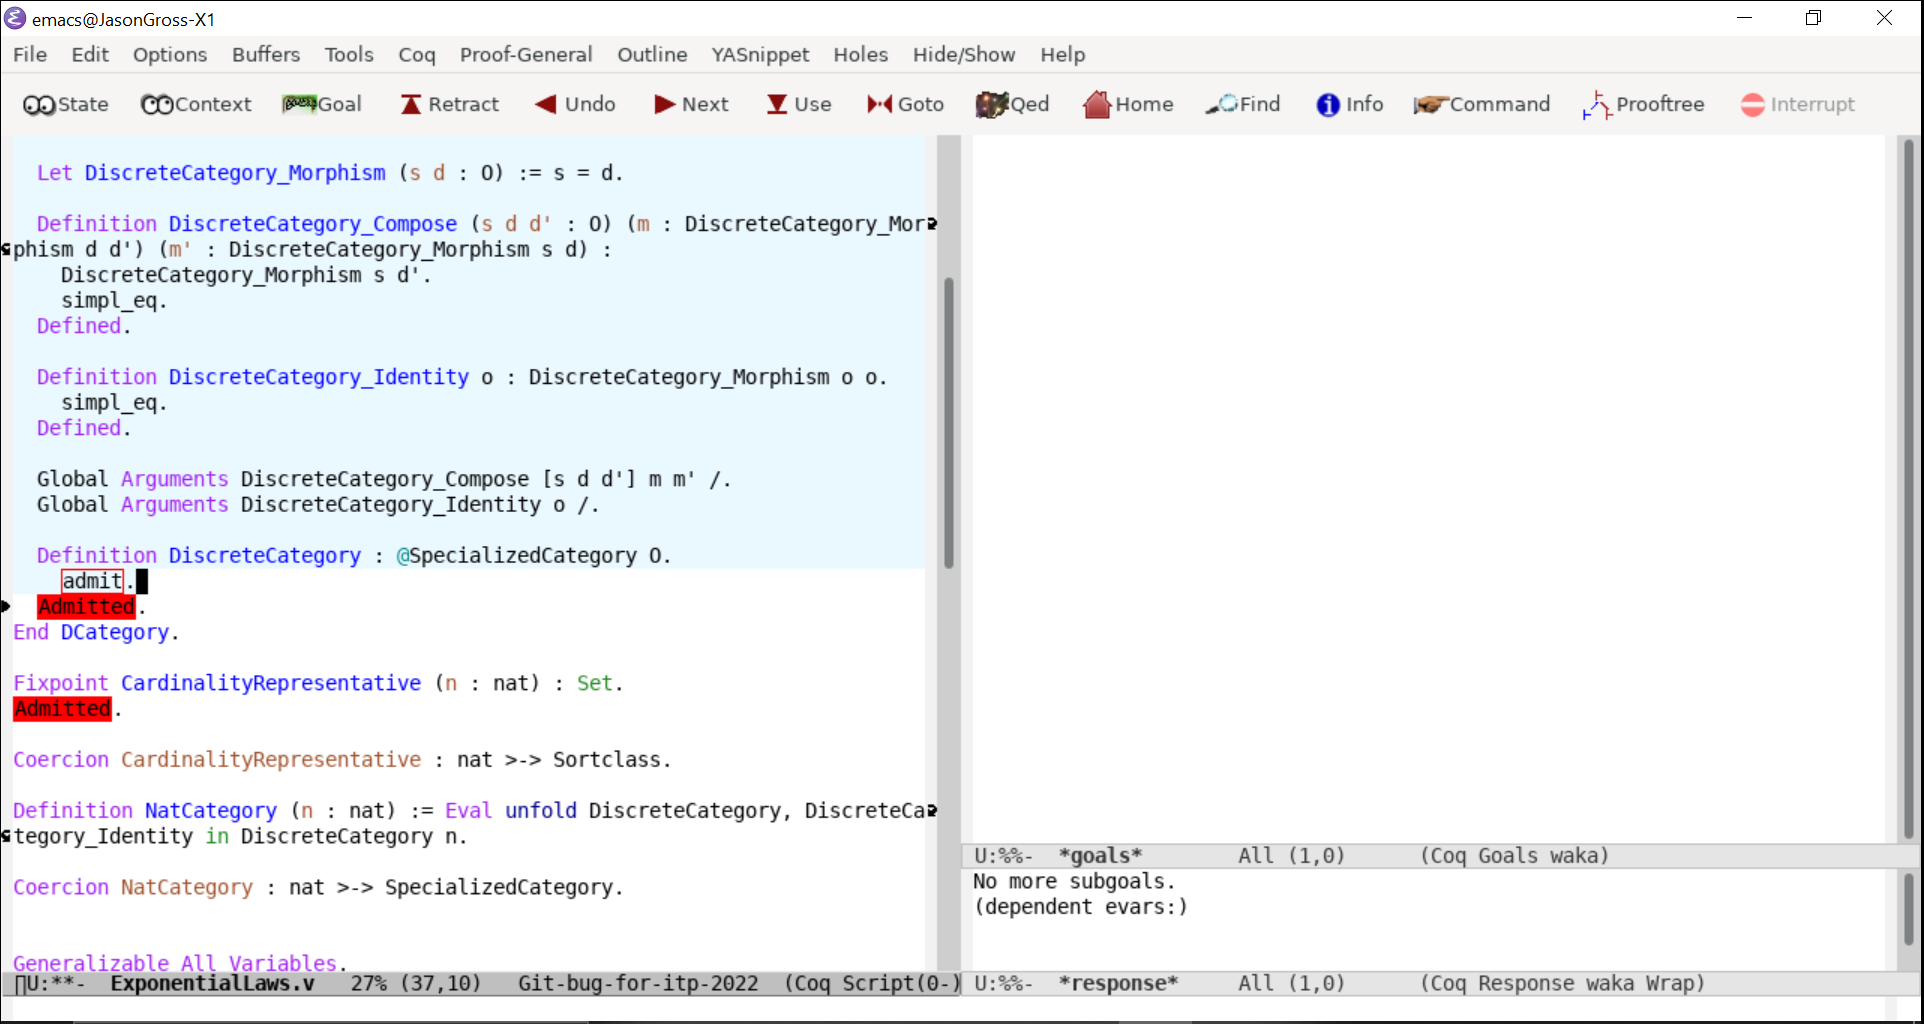 emacs@JasonGross-X1
File Edit Options Buffers Tools Coq Proof-General Outline YASnippet Holes Hide/Show Help
State Context Goal Retract Undo Next Use Goto Qed Home Find Info Command Prooftree Interrupt
Let DiscreteCategory_Morphism (s d : O) := s = d.
Definition DiscreteCategory_Compose (s d d' : O) (m : DiscreteCategory_Mor
phism d d') (m' : DiscreteCategory_Morphism s d) :
DiscreteCategory_Morphism s d'.
simpl_eq.
Defined.
Definition DiscreteCategory_Identity o : DiscreteCategory_Morphism o o.
simpl_eq.
Defined.
Global Arguments DiscreteCategory_Compose [s d d'] m m' /.
Global Arguments DiscreteCategory_Identity o /.
Definition DiscreteCategory : @SpecializedCategory O.
admit.
Admitted.
End DCategory.
Fixpoint CardinalityRepresentative (n : nat) : Set.
Admitted.
Coercion CardinalityRepresentative : nat >-> Sortclass.
Definition NatCategory (n : nat) := Eval unfold DiscreteCategory, DiscreteCa
tegory_Identity in DiscreteCategory n.
Coercion NatCategory : nat >-> SpecializedCategory.
Generalizable All Variables.
U:**- ExponentialLaws.v 27% (37,10) Git-bug-for-itp-2022 (Coq Script(0-)
U:%%- *goals* All (1,0) (Coq Goals waka)
No more subgoals.
(dependent evars:)
U:%%- *response* All (1,0) (Coq Response waka Wrap)